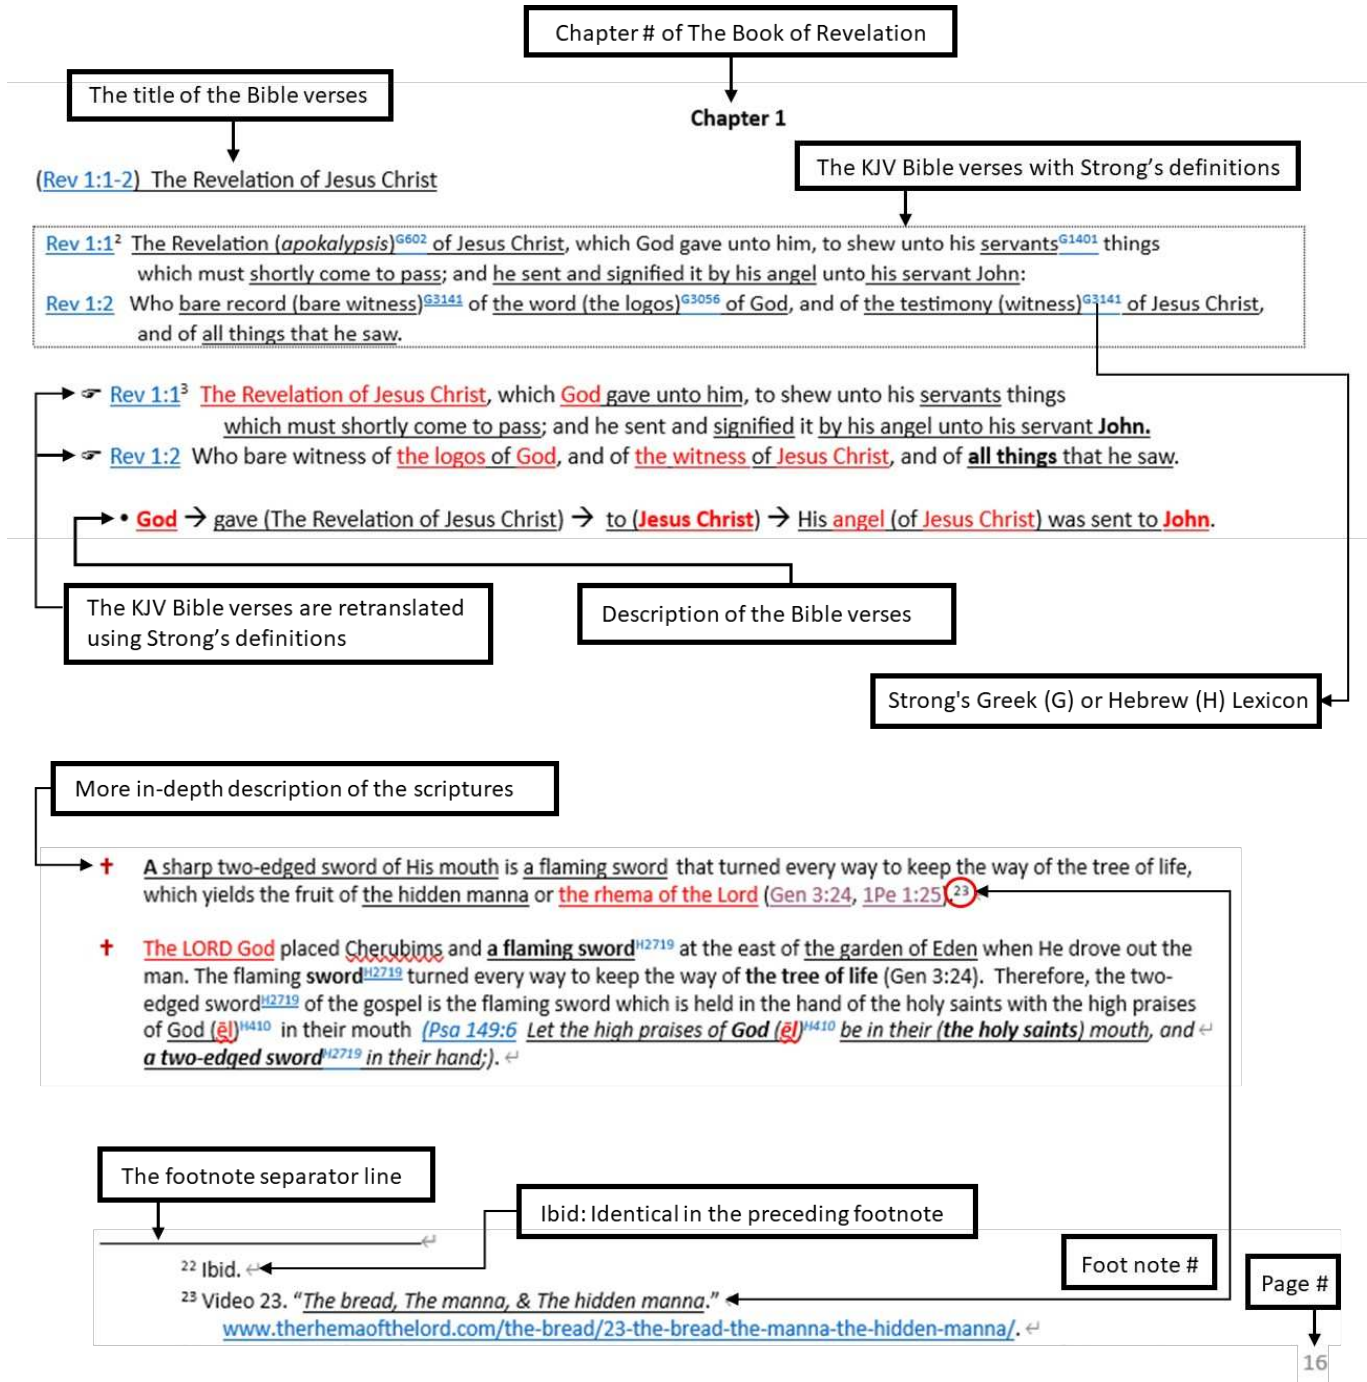 Chapter # of The Book of Revelation
The title of the Bible verses
Chapter 1
The KJV Bible verses with Strong's definitions
(Rev 1:1-2) The Revelation of Jesus Christ
Rev 1:1² The Revelation (apokalypsis)G602 of Jesus Christ, which God gave unto him, to shew unto his servantsG1401 things
which must shortly come to pass; and he sent and signified it by his angel unto his servant John:
Rev 1:2 Who bare record (bare witness)G3141 of the word (the logos)G3056 of God, and of the testimony (witness)G3141 of Jesus Christ,
and of all things that he saw.
☞ Rev 1:1³ The Revelation of Jesus Christ, which God gave unto him, to shew unto his servants things
which must shortly come to pass; and he sent and signified it by his angel unto his servant John.
☞ Rev 1:2 Who bare witness of the logos of God, and of the witness of Jesus Christ, and of all things that he saw.
• God → gave (The Revelation of Jesus Christ) → to (Jesus Christ) → His angel (of Jesus Christ) was sent to John.
The KJV Bible verses are retranslated
using Strong's definitions
Description of the Bible verses
Strong's Greek (G) or Hebrew (H) Lexicon
More in-depth description of the scriptures
✝ A sharp two-edged sword of His mouth is a flaming sword that turned every way to keep the way of the tree of life,
which yields the fruit of the hidden manna or the rhema of the Lord (Gen 3:24, 1Pe 1:25).²³
✝ The LORD God placed Cherubims and a flaming swordH2719 at the east of the garden of Eden when He drove out the
man. The flaming swordH2719 turned every way to keep the way of the tree of life (Gen 3:24). Therefore, the two-
edged swordH2719 of the gospel is the flaming sword which is held in the hand of the holy saints with the high praises
of God (ēl)H410 in their mouth (Psa 149:6 Let the high praises of God (ēl)H410 be in their (the holy saints) mouth, and ↵
a two-edged swordH2719 in their hand;). ↵
The footnote separator line
Ibid: Identical in the preceding footnote
Foot note #
Page #
²² Ibid. ↵
²³ Video 23. “The bread, The manna, & The hidden manna.”
www.therhemaofthelord.com/the-bread/23-the-bread-the-manna-the-hidden-manna/. ↵
16